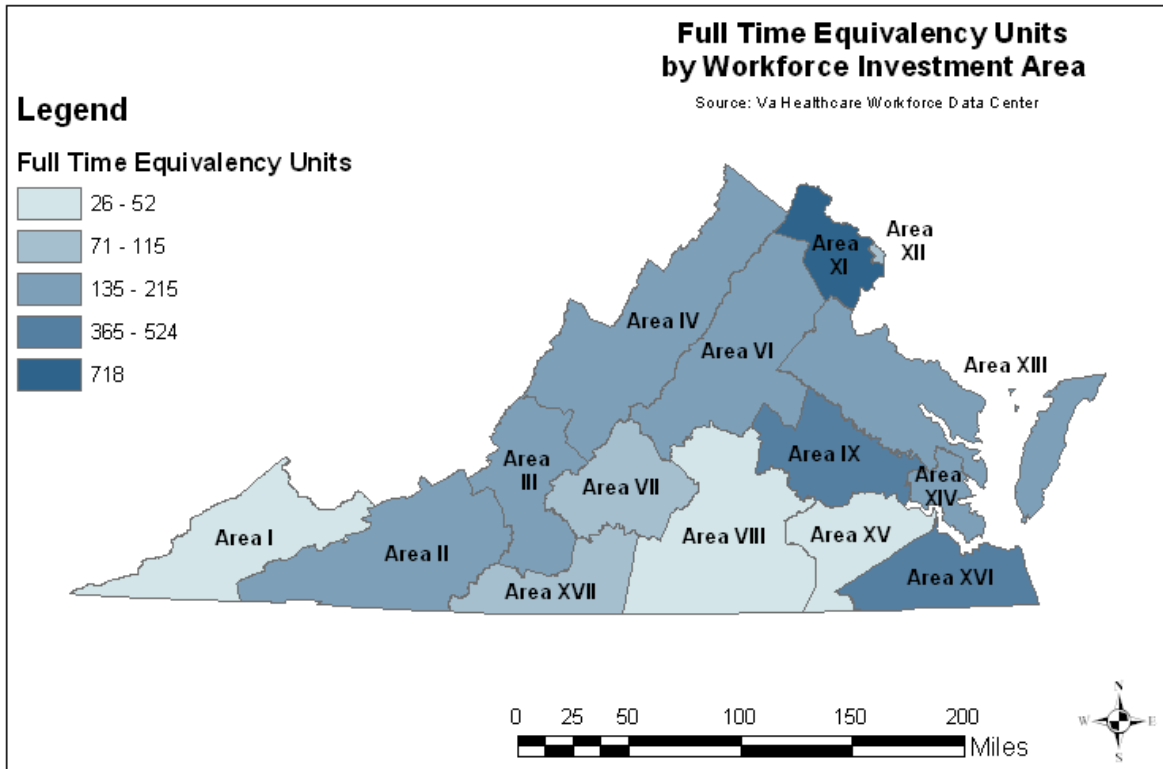 Full Time Equivalency Units
by Workforce Investment Area
Source: Va Healthcare Workforce Data Center
Legend
Full Time Equivalency Units
26 - 52
71 - 115
135 - 215
365 - 524
718
Area
XI
Area
XII
Area IV
Area VI
Area XIII
Area
III
Area VII
Area IX
Area
XIV
Area I
Area II
Area VIII
Area XV
Area XVII
Area XVI
0 25 50 100 150 200
Miles
N
W E
S